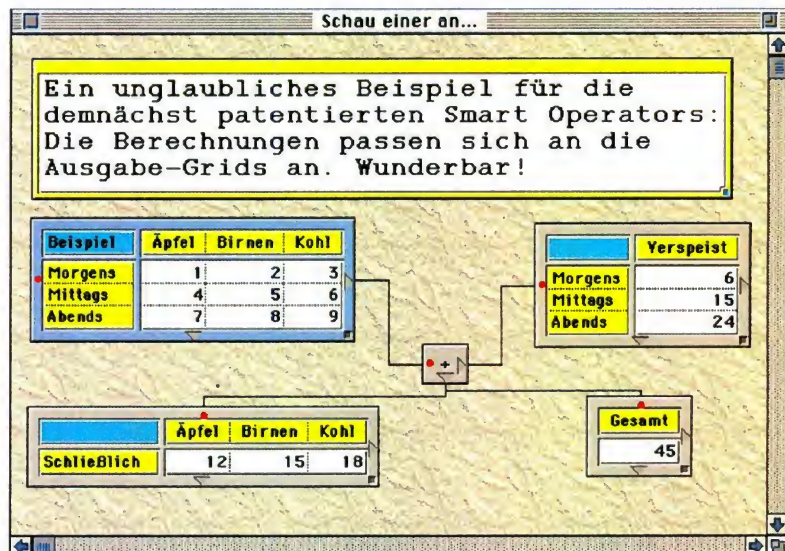 Schau einer an...
Ein unglaubliches Beispiel für die
demnächst patentierten Smart Operators:
Die Berechnungen passen sich an die
Ausgabe-Grids an. Wunderbar!
Beispiel Äpfel Birnen Kohl
Morgens 1 2 3
Mittags 4 5 6
Abends 7 8 9
Verspeist
Morgens 6
Mittags 15
Abends 24
+
Äpfel Birnen Kohl
Schließlich 12 15 18
Gesamt
45